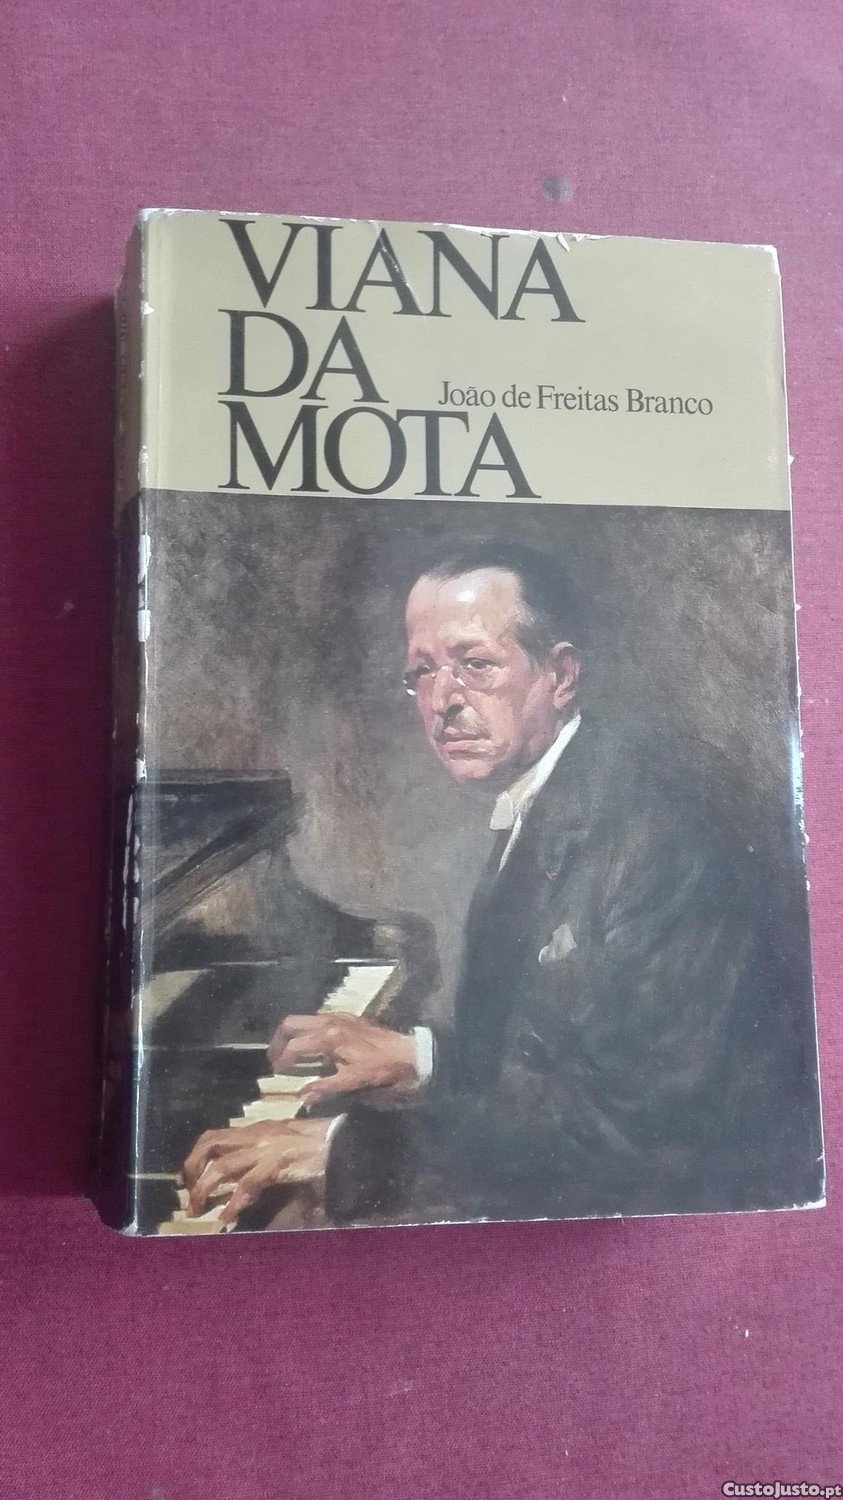 VIANA
DA
João de Freitas Branco
MOTA
CustoJusto.pt